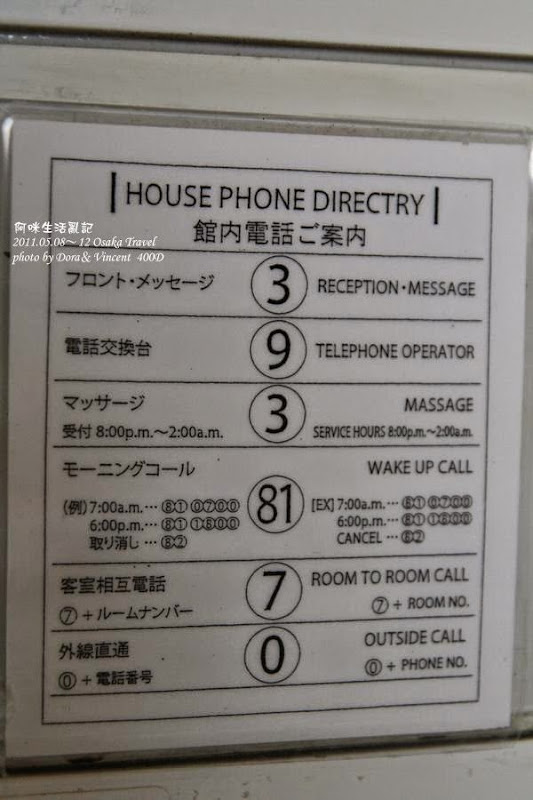 HOUSE PHONE DIRECTRY
館内電話ご案内
阿咪生活亂記
2011.05.08～12 Osaka Travel
photo by Dora & Vincent 400D
フロント・メッセージ 3 RECEPTION・MESSAGE
電話交換台 9 TELEPHONE OPERATOR
マッサージ 3 MASSAGE
受付 8:00p.m.～2:00a.m. SERVICE HOURS 8:00p.m.～2:00a.m.
モーニングコール 81 WAKE UP CALL
(例) 7:00a.m.… 81 0700 [EX] 7:00a.m.… 81 0700
6:00p.m.… 81 1800 6:00p.m.… 81 1800
取り消し … 82 CANCEL … 82
客室相互電話 7 ROOM TO ROOM CALL
⑦ + ルームナンバー ⑦ + ROOM NO.
外線直通 0 OUTSIDE CALL
⓪ + 電話番号 ⓪ + PHONE NO.